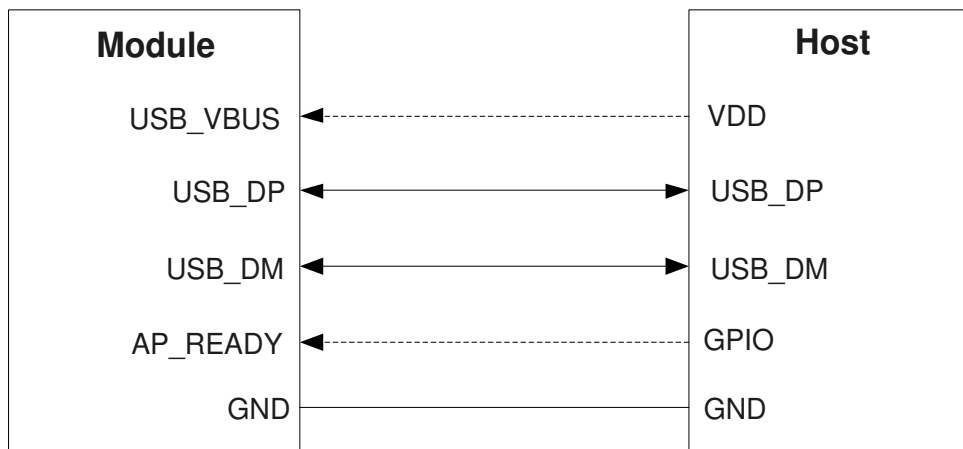 Module
Host
USB_VBUS
VDD
USB_DP
USB_DP
USB_DM
USB_DM
AP_READY
GPIO
GND
GND